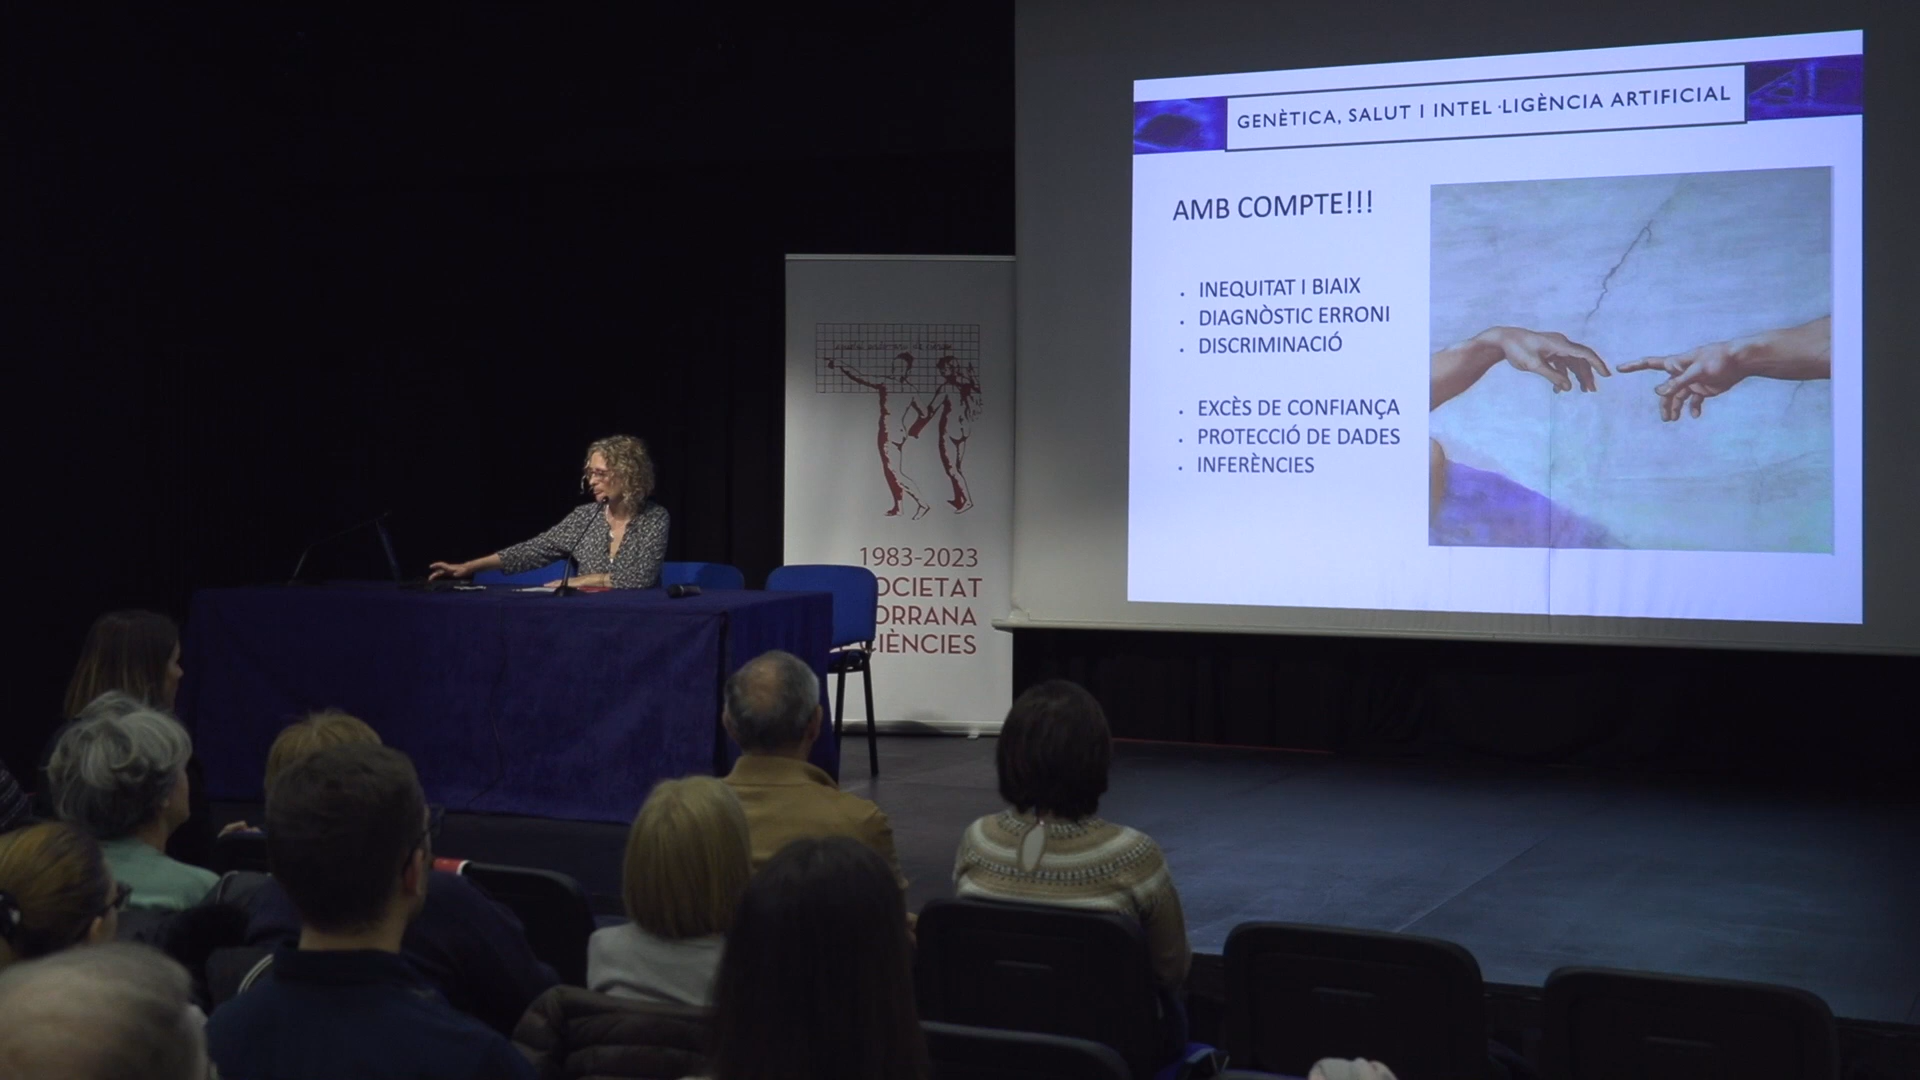 GENÈTICA, SALUT I INTEL·LIGÈNCIA ARTIFICIAL
AMB COMPTE!!!
. INEQUITAT I BIAIX
. DIAGNÒSTIC ERRONI
. DISCRIMINACIÓ
. EXCÈS DE CONFIANÇA
. PROTECCIÓ DE DADES
. INFERÈNCIES
1983-2023
OCIETAT
ORRANA
IÈNCIES